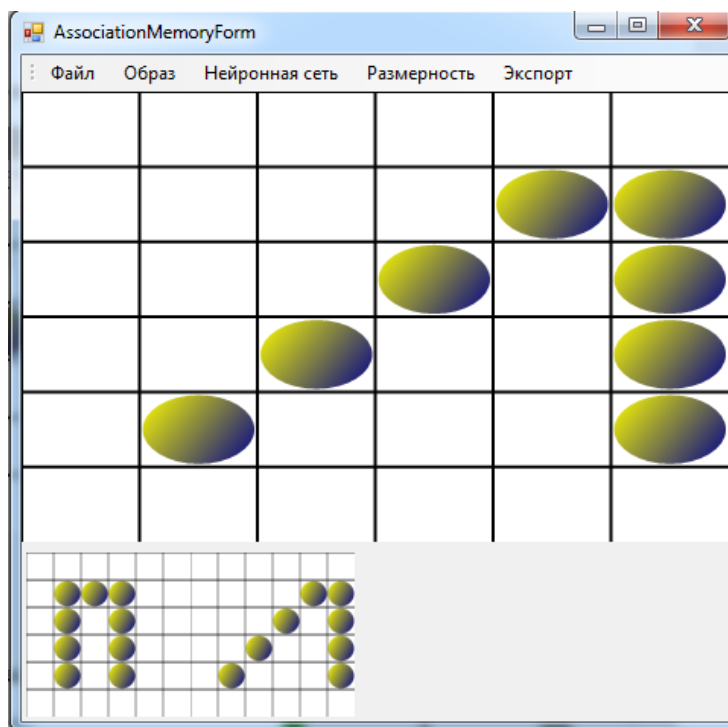 AssociationMemoryForm
Файл Образ Нейронная сеть Размерность Экспорт